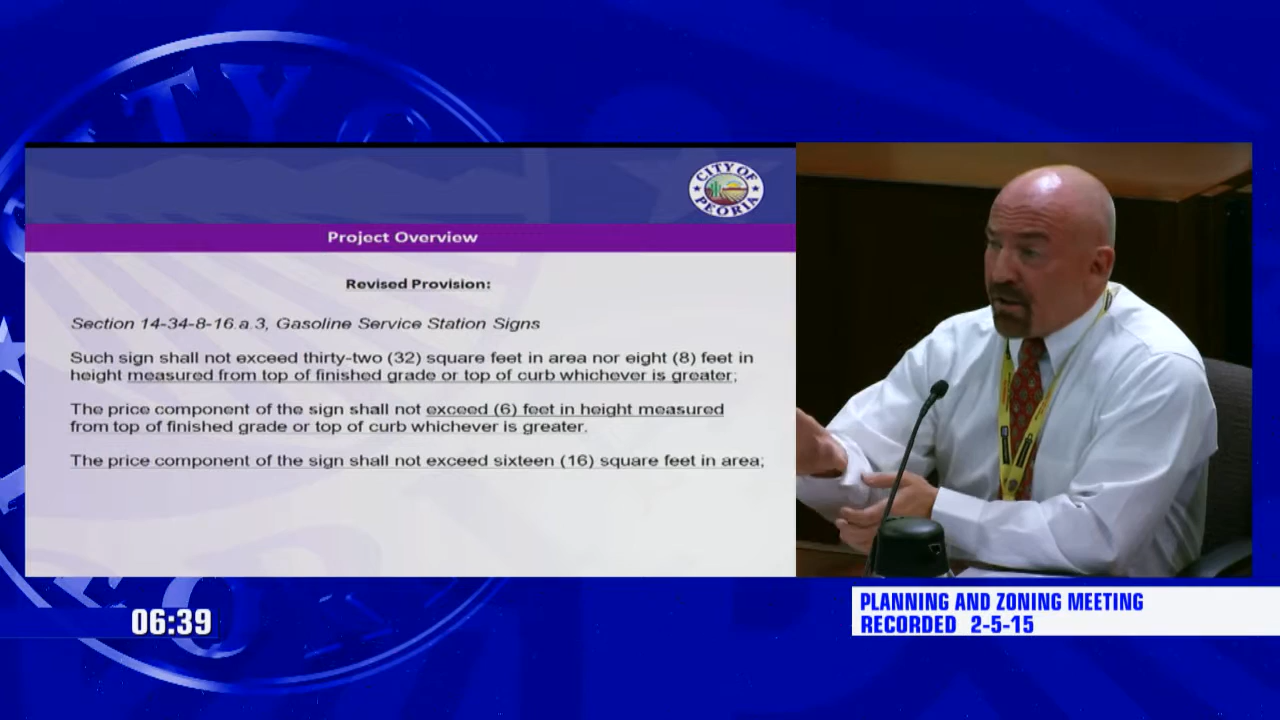 CITY OF
PEORIA
Project Overview
Revised Provision:
Section 14-34-8-16.a.3, Gasoline Service Station Signs
Such sign shall not exceed thirty-two (32) square feet in area nor eight (8) feet in
height measured from top of finished grade or top of curb whichever is greater;
The price component of the sign shall not exceed (6) feet in height measured
from top of finished grade or top of curb whichever is greater.
The price component of the sign shall not exceed sixteen (16) square feet in area;
06:39
PLANNING AND ZONING MEETING
RECORDED 2-5-15